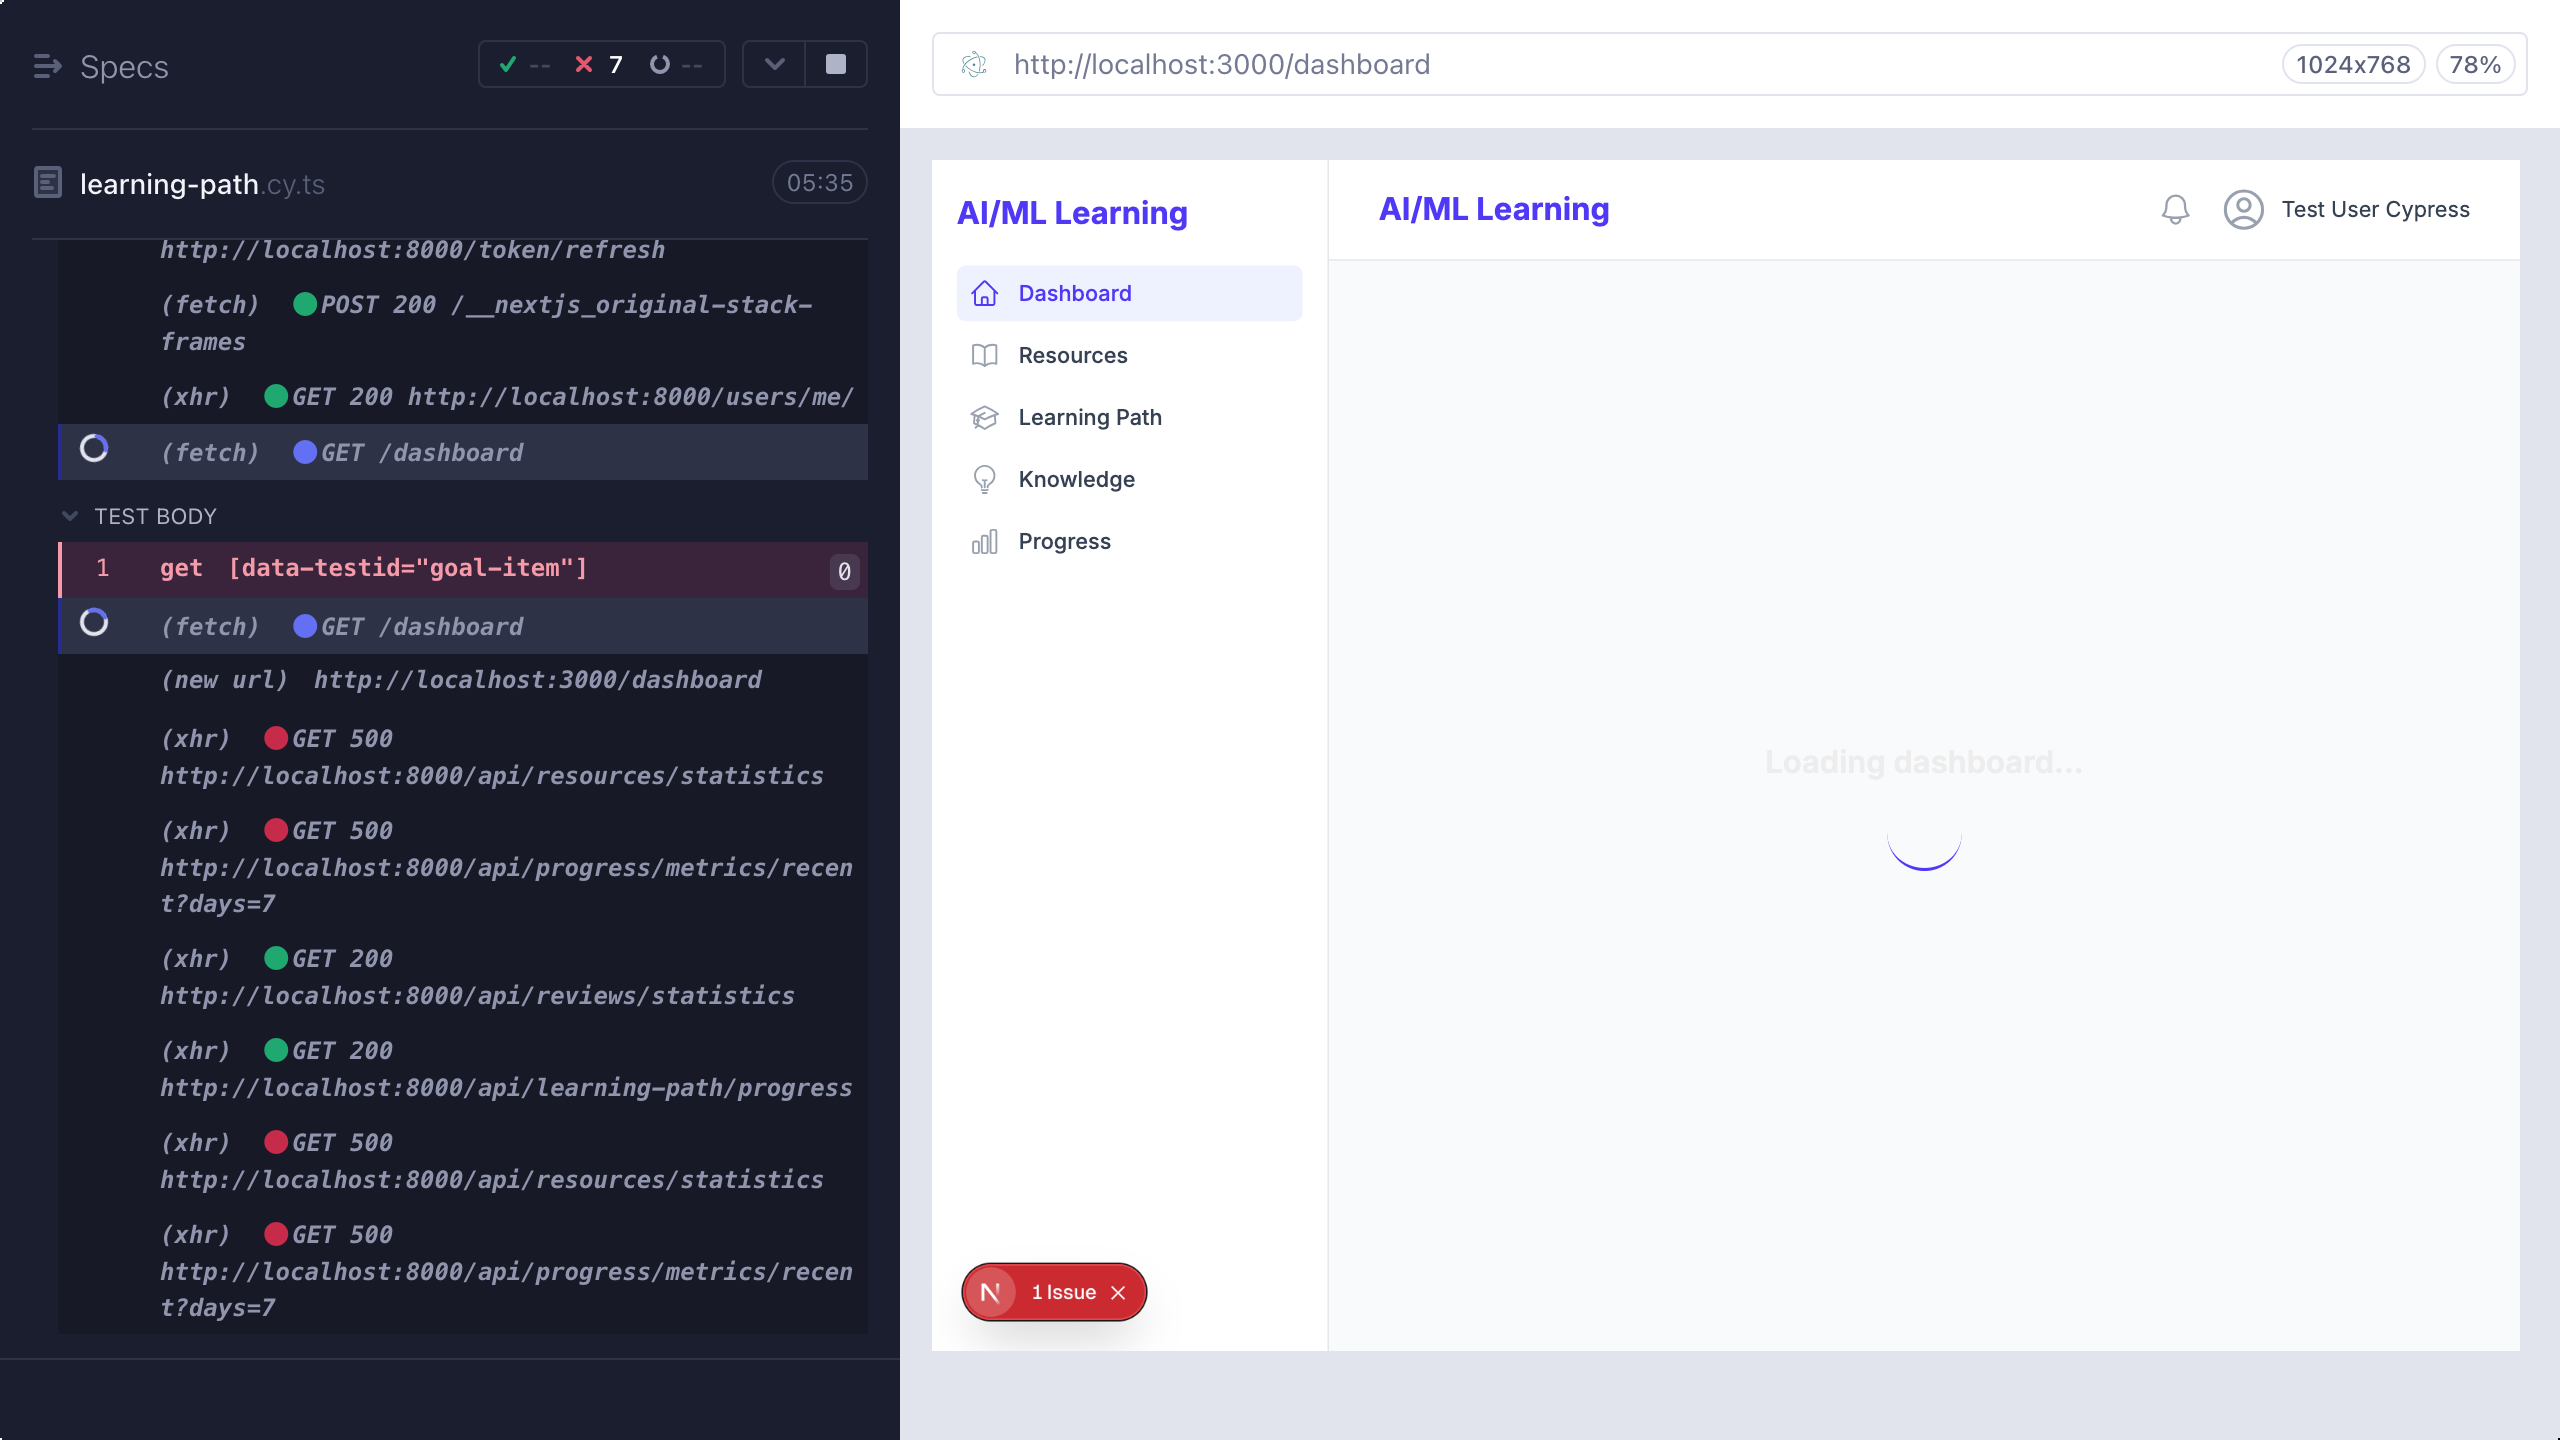 Specs
-- 7 --
learning-path.cy.ts
05:35
http://localhost:8000/token/refresh
(fetch) POST 200 /__nextjs_original-stack-
frames
(xhr) GET 200 http://localhost:8000/users/me/
(fetch) GET /dashboard
TEST BODY
1 get [data-testid="goal-item"] 0
(fetch) GET /dashboard
(new url) http://localhost:3000/dashboard
(xhr) GET 500
http://localhost:8000/api/resources/statistics
(xhr) GET 500
http://localhost:8000/api/progress/metrics/recen
t?days=7
(xhr) GET 200
http://localhost:8000/api/reviews/statistics
(xhr) GET 200
http://localhost:8000/api/learning-path/progress
(xhr) GET 500
http://localhost:8000/api/resources/statistics
(xhr) GET 500
http://localhost:8000/api/progress/metrics/recen
t?days=7
http://localhost:3000/dashboard
1024x768
78%
AI/ML Learning
Dashboard
Resources
Learning Path
Knowledge
Progress
N 1 Issue
AI/ML Learning
Test User Cypress
Loading dashboard...